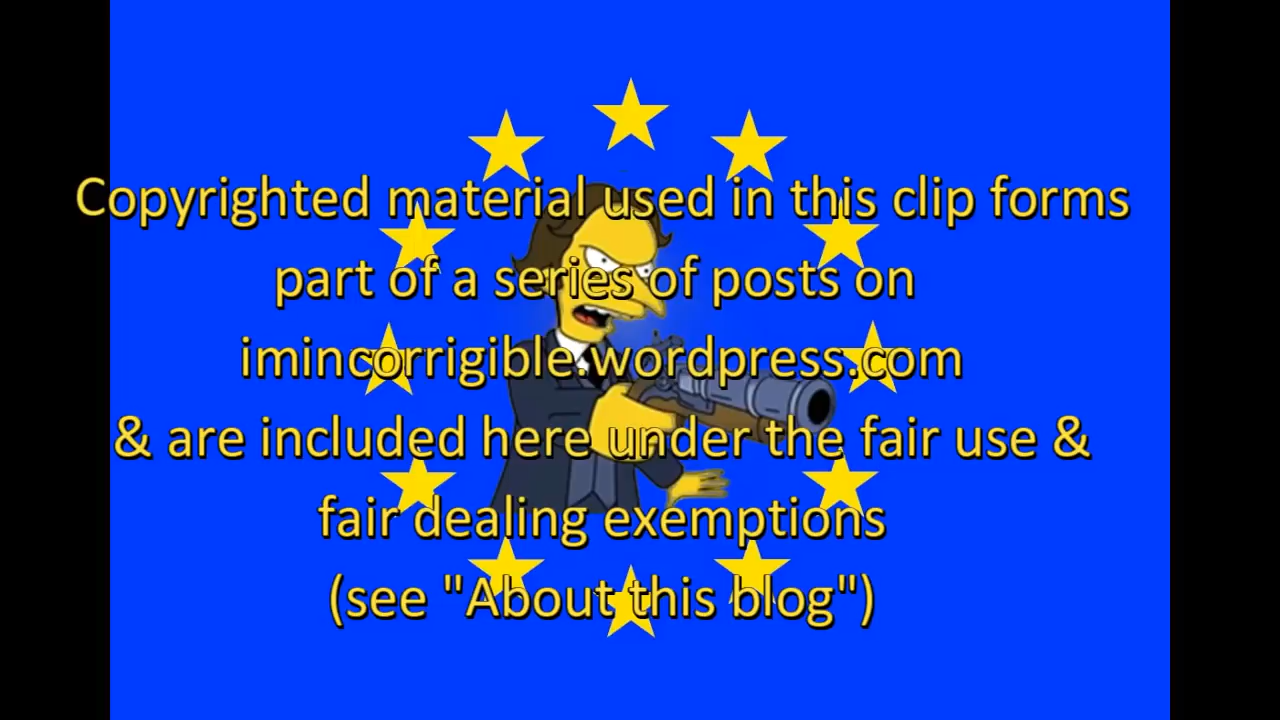 Copyrighted material used in this clip forms
part of a series of posts on
imincorrigible.wordpress.com
& are included here under the fair use &
fair dealing exemptions
(see "About this blog")